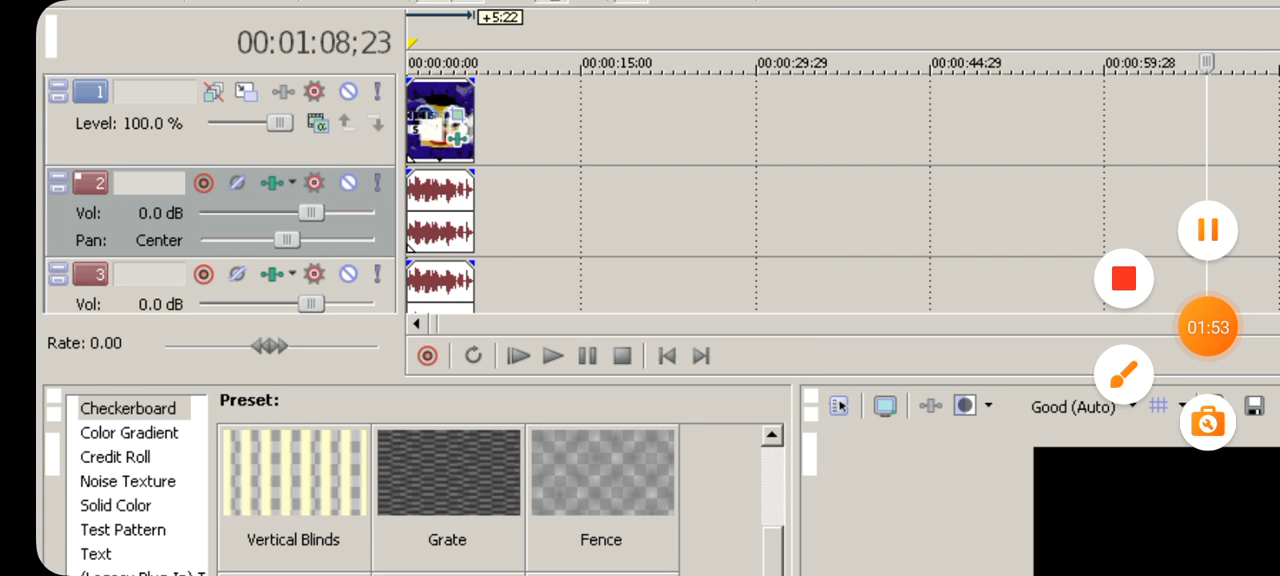 +5:22
00:01:08;23
00:00:00:00 00:00:15:00 00:00:29:29 00:00:44:29 00:00:59:28
1
Level: 100.0 %
2
Vol: 0.0 dB
Pan: Center
3
Vol: 0.0 dB
Rate: 0.00
01:53
Checkerboard
Color Gradient
Credit Roll
Noise Texture
Solid Color
Test Pattern
Text
Preset:
Vertical Blinds
Grate
Fence
Good (Auto)